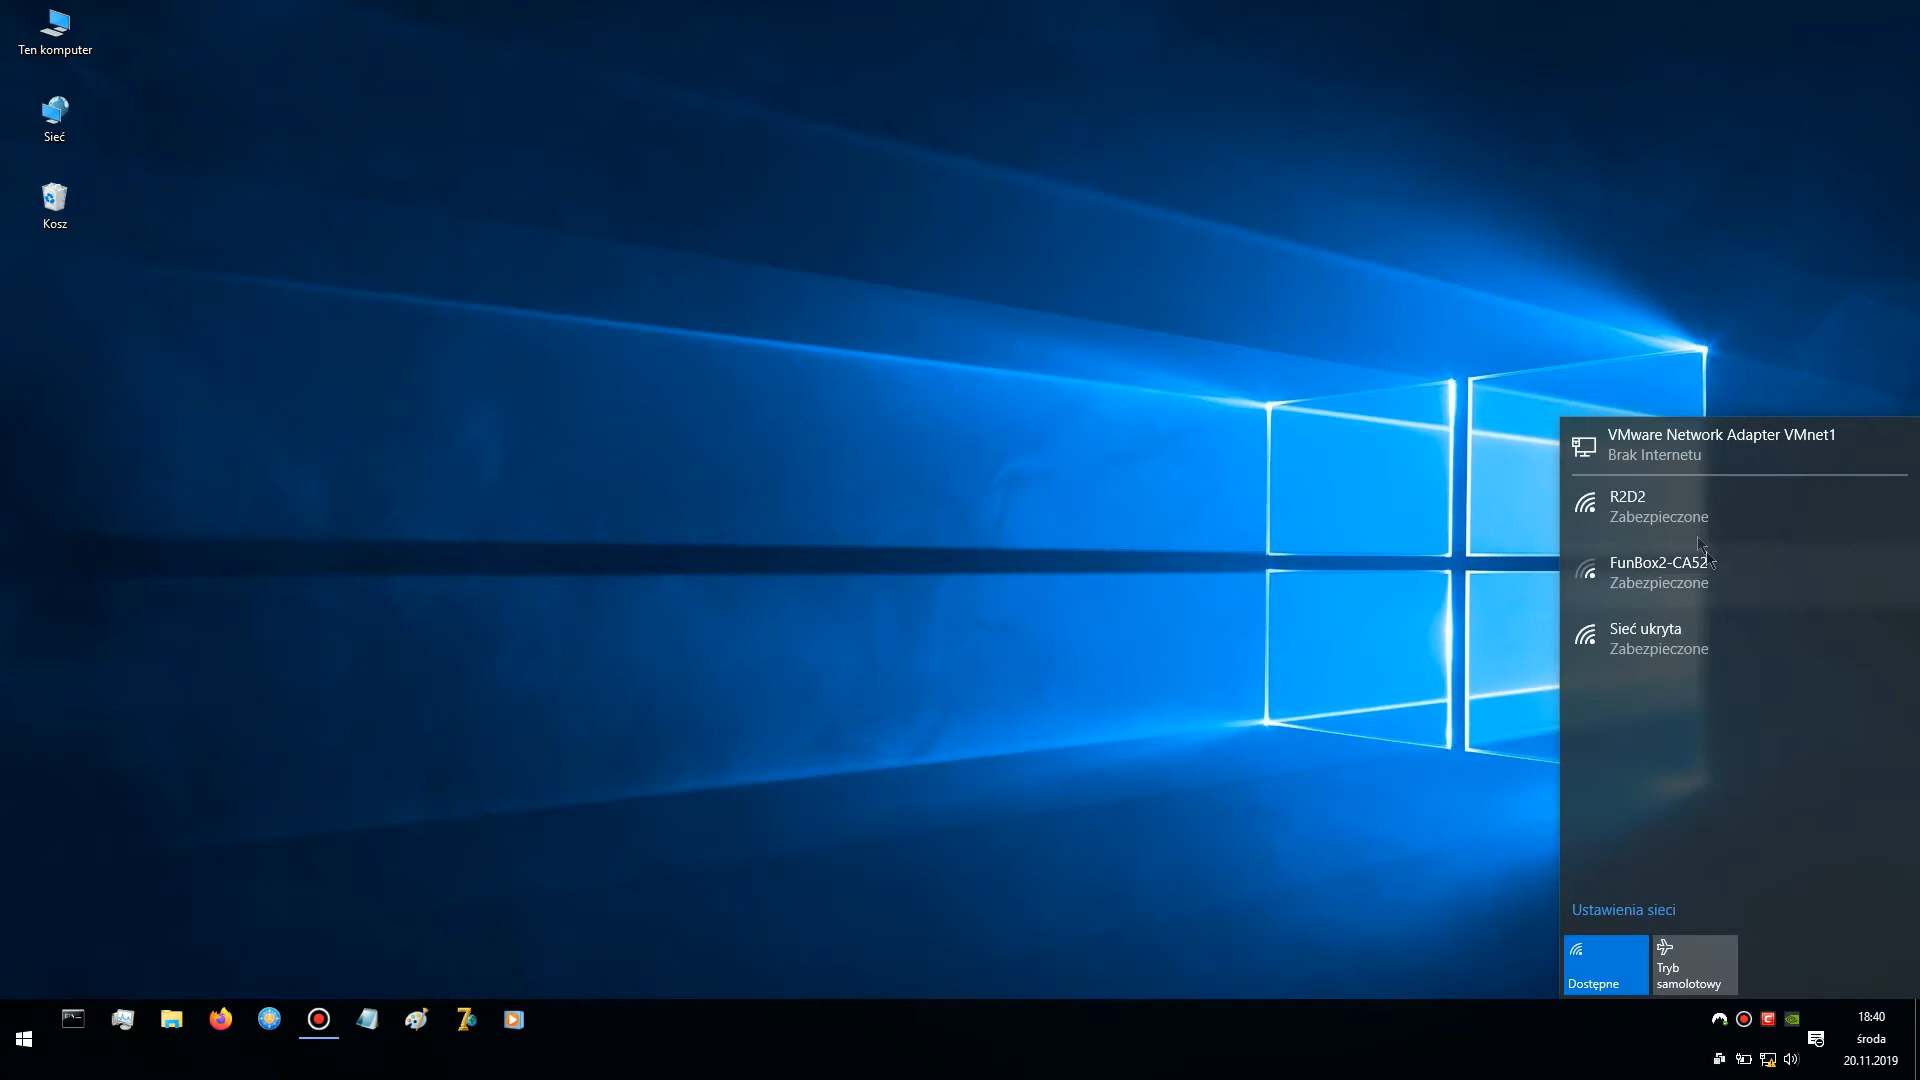 Ten komputer
Sieć
Kosz
VMware Network Adapter VMnet1
Brak Internetu
R2D2
Zabezpieczone
FunBox2-CA52
Zabezpieczone
Sieć ukryta
Zabezpieczone
Ustawienia sieci
Dostępne
Tryb
samolotowy
18:40
środa
20.11.2019